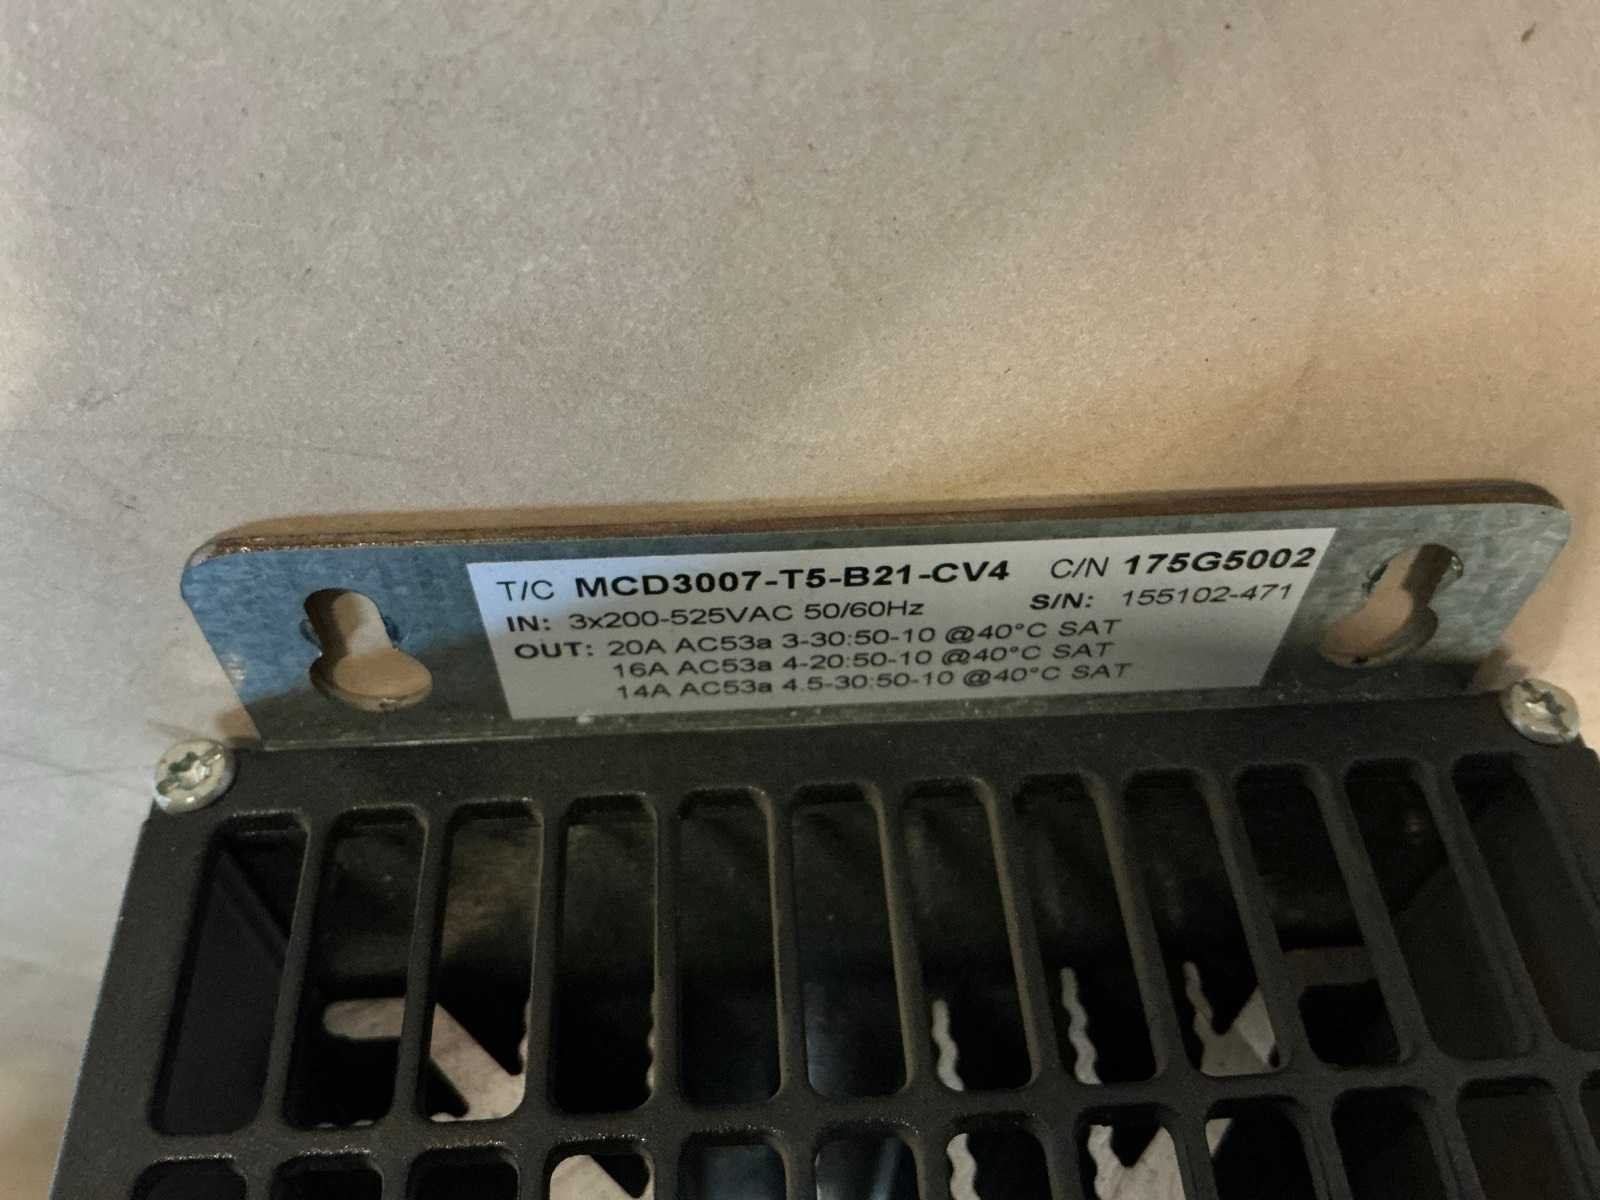 T/C MCD3007-T5-B21-CV4 C/N 175G5002
IN: 3x200-525VAC 50/60Hz S/N: 155102-471
OUT: 20A AC53a 3-30:50-10 @40°C SAT
16A AC53a 4-20:50-10 @40°C SAT
14A AC53a 4.5-30:50-10 @40°C SAT